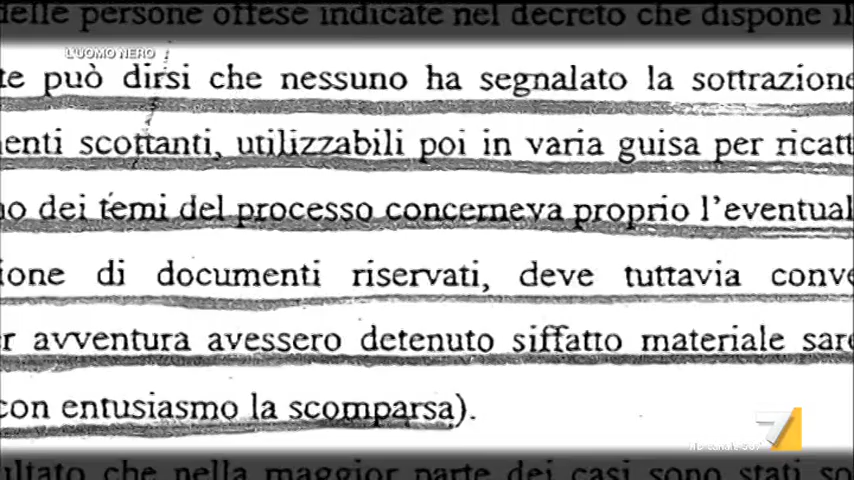 delle persone offese indicate nel decreto che dispone il
L'UOMO NERO
te può dirsi che nessuno ha segnalato la sottrazione
enti scottanti, utilizzabili poi in varia guisa per ricatt
no dei temi del processo concerneva proprio l'eventual
ione di documenti riservati, deve tuttavia conve
r avventura avessero detenuto siffatto materiale sare
con entusiasmo la scomparsa).
7
ultato che nella maggior parte dei casi sono stati so